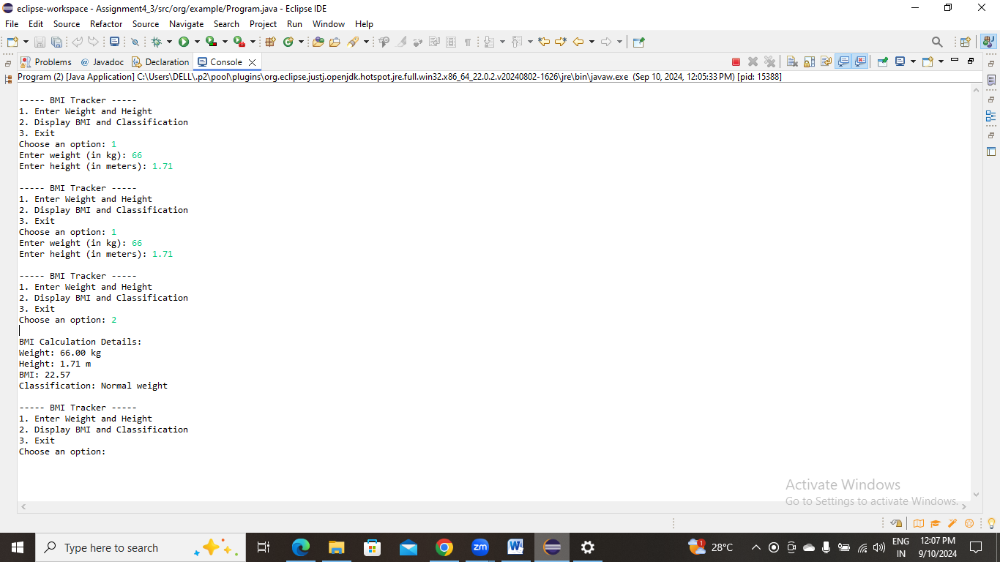 eclipse-workspace - Assignment4_3/src/org/example/Program.java - Eclipse IDE
File Edit Source Refactor Source Navigate Search Project Run Window Help
Problems @ Javadoc Declaration Console
Program (2) [Java Application] C:\Users\DELL\.p2\pool\plugins\org.eclipse.justj.openjdk.hotspot.jre.full.win32.x86_64_22.0.2.v20240802-1626\jre\bin\javaw.exe (Sep 10, 2024, 12:05:33 PM) [pid: 15388]
----- BMI Tracker -----
1. Enter Weight and Height
2. Display BMI and Classification
3. Exit
Choose an option: 1
Enter weight (in kg): 66
Enter height (in meters): 1.71
----- BMI Tracker -----
1. Enter Weight and Height
2. Display BMI and Classification
3. Exit
Choose an option: 1
Enter weight (in kg): 66
Enter height (in meters): 1.71
----- BMI Tracker -----
1. Enter Weight and Height
2. Display BMI and Classification
3. Exit
Choose an option: 2
BMI Calculation Details:
Weight: 66.00 kg
Height: 1.71 m
BMI: 22.57
Classification: Normal weight
----- BMI Tracker -----
1. Enter Weight and Height
2. Display BMI and Classification
3. Exit
Choose an option:
Activate Windows
Go to Settings to activate Windows.
Type here to search
zm
W
1
28°C
ENG
IN
12:07 PM
9/10/2024